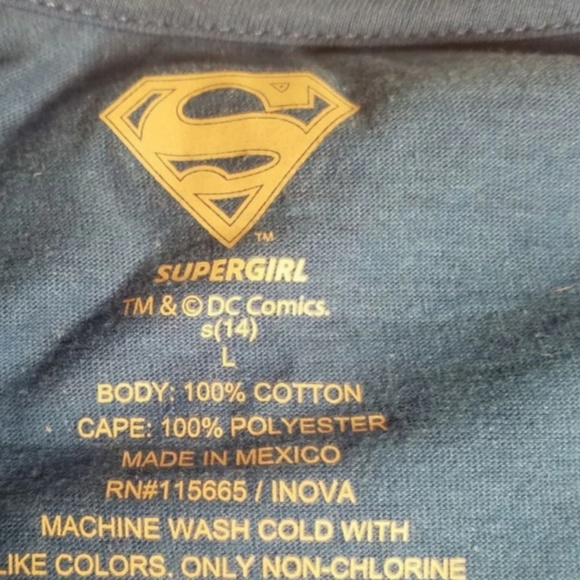 TM
SUPERGIRL
TM & © DC Comics.
s(14)
L
BODY: 100% COTTON
CAPE: 100% POLYESTER
MADE IN MEXICO
RN#115665 / INOVA
MACHINE WASH COLD WITH
LIKE COLORS. ONLY NON-CHLORINE